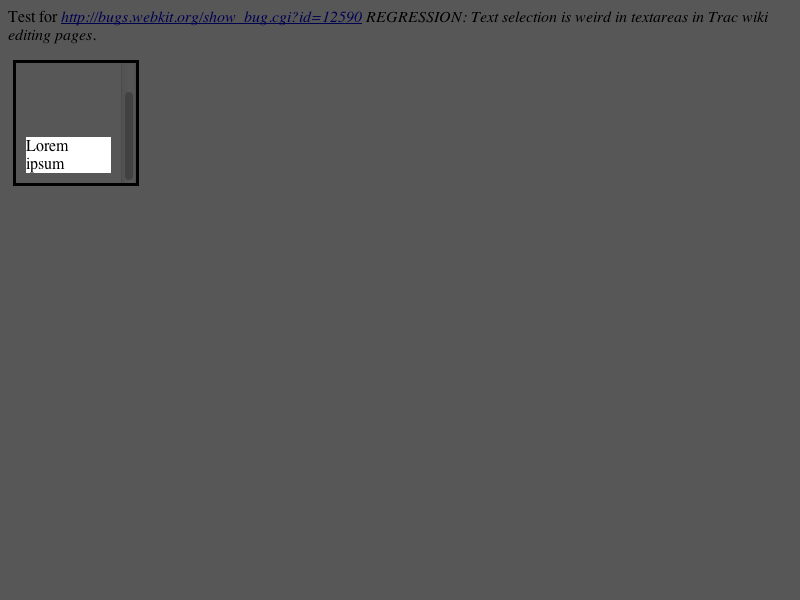 Test for http://bugs.webkit.org/show_bug.cgi?id=12590 REGRESSION: Text selection is weird in textareas in Trac wiki
editing pages.
Lorem
ipsum